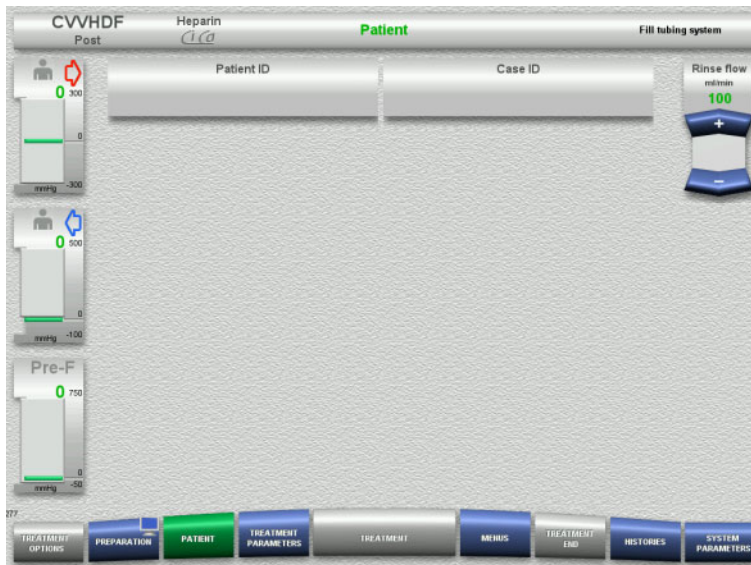 CVVHDF
Post
Heparin
Ci Ca
Patient
Fill tubing system
0
300
0
-300
mmHg
Patient ID
Case ID
Rinse flow
ml/min
100
+
−
0
500
0
-100
mmHg
Pre-F
0
750
0
-50
mmHg
277
TREATMENT
OPTIONS
PREPARATION
PATIENT
TREATMENT
PARAMETERS
TREATMENT
MENUS
TREATMENT
END
HISTORIES
SYSTEM
PARAMETERS